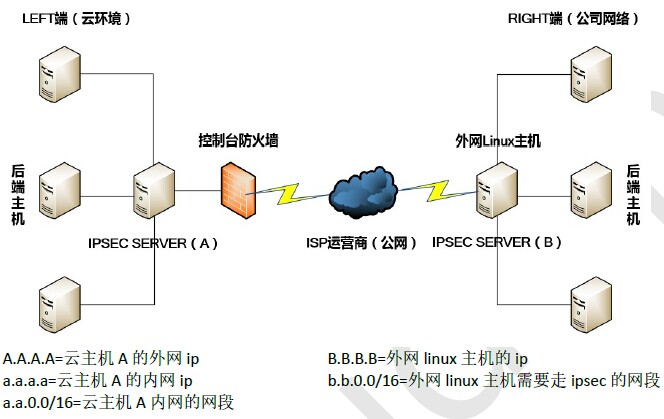 LEFT端（云环境）
RIGHT端（公司网络）
控制台防火墙
外网Linux主机
后端主机
后端主机
IPSEC SERVER（A）
ISP运营商（公网）
IPSEC SERVER（B）
A.A.A.A=云主机 A 的外网 ip
a.a.a.a=云主机 A 的内网 ip
a.a.0.0/16=云主机 A 内网的网段
B.B.B.B=外网 linux 主机的 ip
b.b.0.0/16=外网 linux 主机需要走 ipsec 的网段